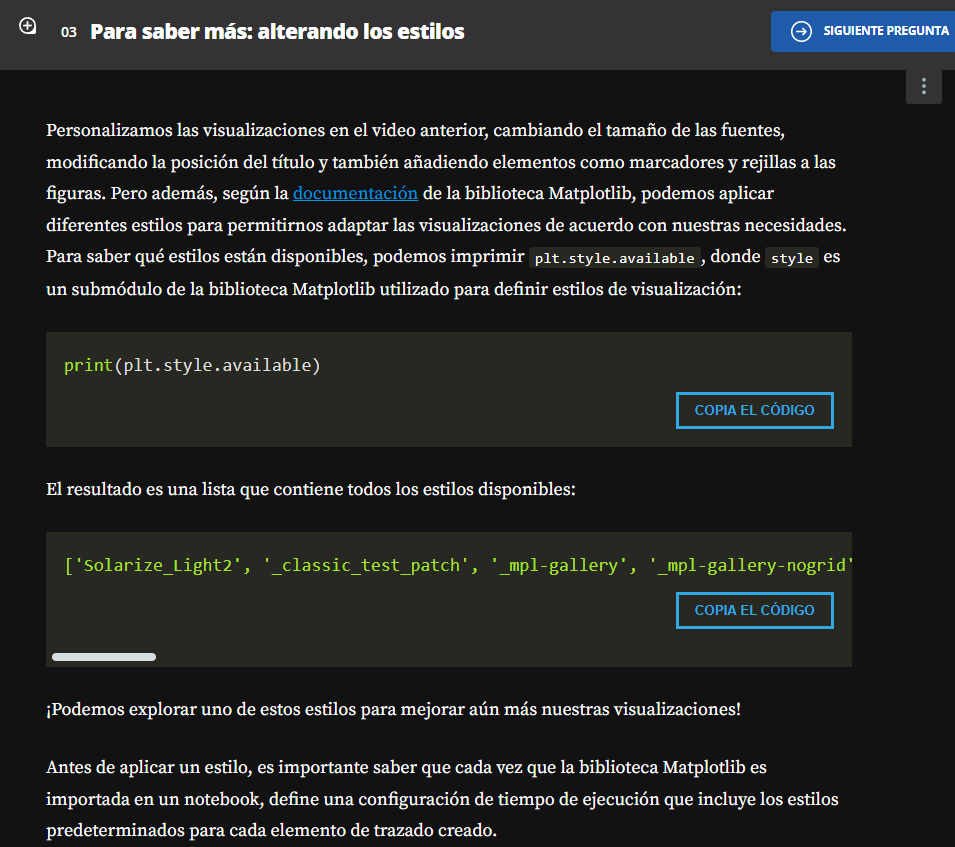 03 Para saber más: alterando los estilos
SIGUIENTE PREGUNTA
Personalizamos las visualizaciones en el video anterior, cambiando el tamaño de las fuentes,
modificando la posición del título y también añadiendo elementos como marcadores y rejillas a las
figuras. Pero además, según la documentación de la biblioteca Matplotlib, podemos aplicar
diferentes estilos para permitirnos adaptar las visualizaciones de acuerdo con nuestras necesidades.
Para saber qué estilos están disponibles, podemos imprimir plt.style.available, donde style es
un submódulo de la biblioteca Matplotlib utilizado para definir estilos de visualización:
print(plt.style.available)
COPIA EL CÓDIGO
El resultado es una lista que contiene todos los estilos disponibles:
['Solarize_Light2', '_classic_test_patch', '_mpl-gallery', '_mpl-gallery-nogrid'
COPIA EL CÓDIGO
¡Podemos explorar uno de estos estilos para mejorar aún más nuestras visualizaciones!
Antes de aplicar un estilo, es importante saber que cada vez que la biblioteca Matplotlib es
importada en un notebook, define una configuración de tiempo de ejecución que incluye los estilos
predeterminados para cada elemento de trazado creado.